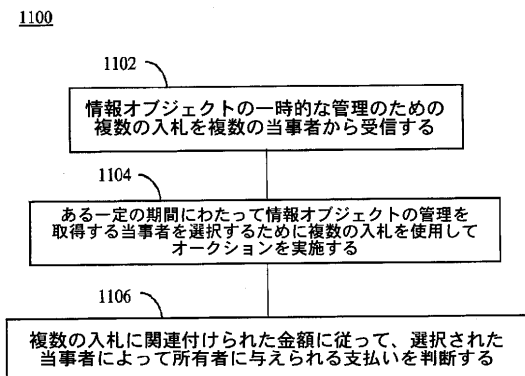 1100
1102
情報オブジェクトの一時的な管理のための
複数の入札を複数の当事者から受信する
1104
ある一定の期間にわたって情報オブジェクトの管理を
取得する当事者を選択するために複数の入札を使用して
オークションを実施する
1106
複数の入札に関連付けられた金額に従って、選択された
当事者によって所有者に与えられる支払いを判断する